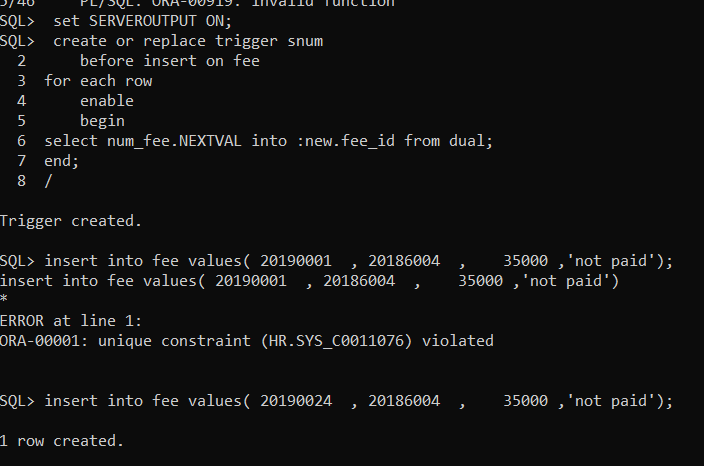 5/46     PL/SQL: ORA-00919: invalid function
SQL>  set SERVEROUTPUT ON;
SQL>  create or replace trigger snum
  2      before insert on fee
  3  for each row
  4      enable
  5      begin
  6  select num_fee.NEXTVAL into :new.fee_id from dual;
  7  end;
  8  /

Trigger created.

SQL> insert into fee values( 20190001  , 20186004  ,    35000 ,'not paid');
insert into fee values( 20190001  , 20186004  ,    35000 ,'not paid')
*
ERROR at line 1:
ORA-00001: unique constraint (HR.SYS_C0011076) violated


SQL> insert into fee values( 20190024  , 20186004  ,    35000 ,'not paid');

1 row created.